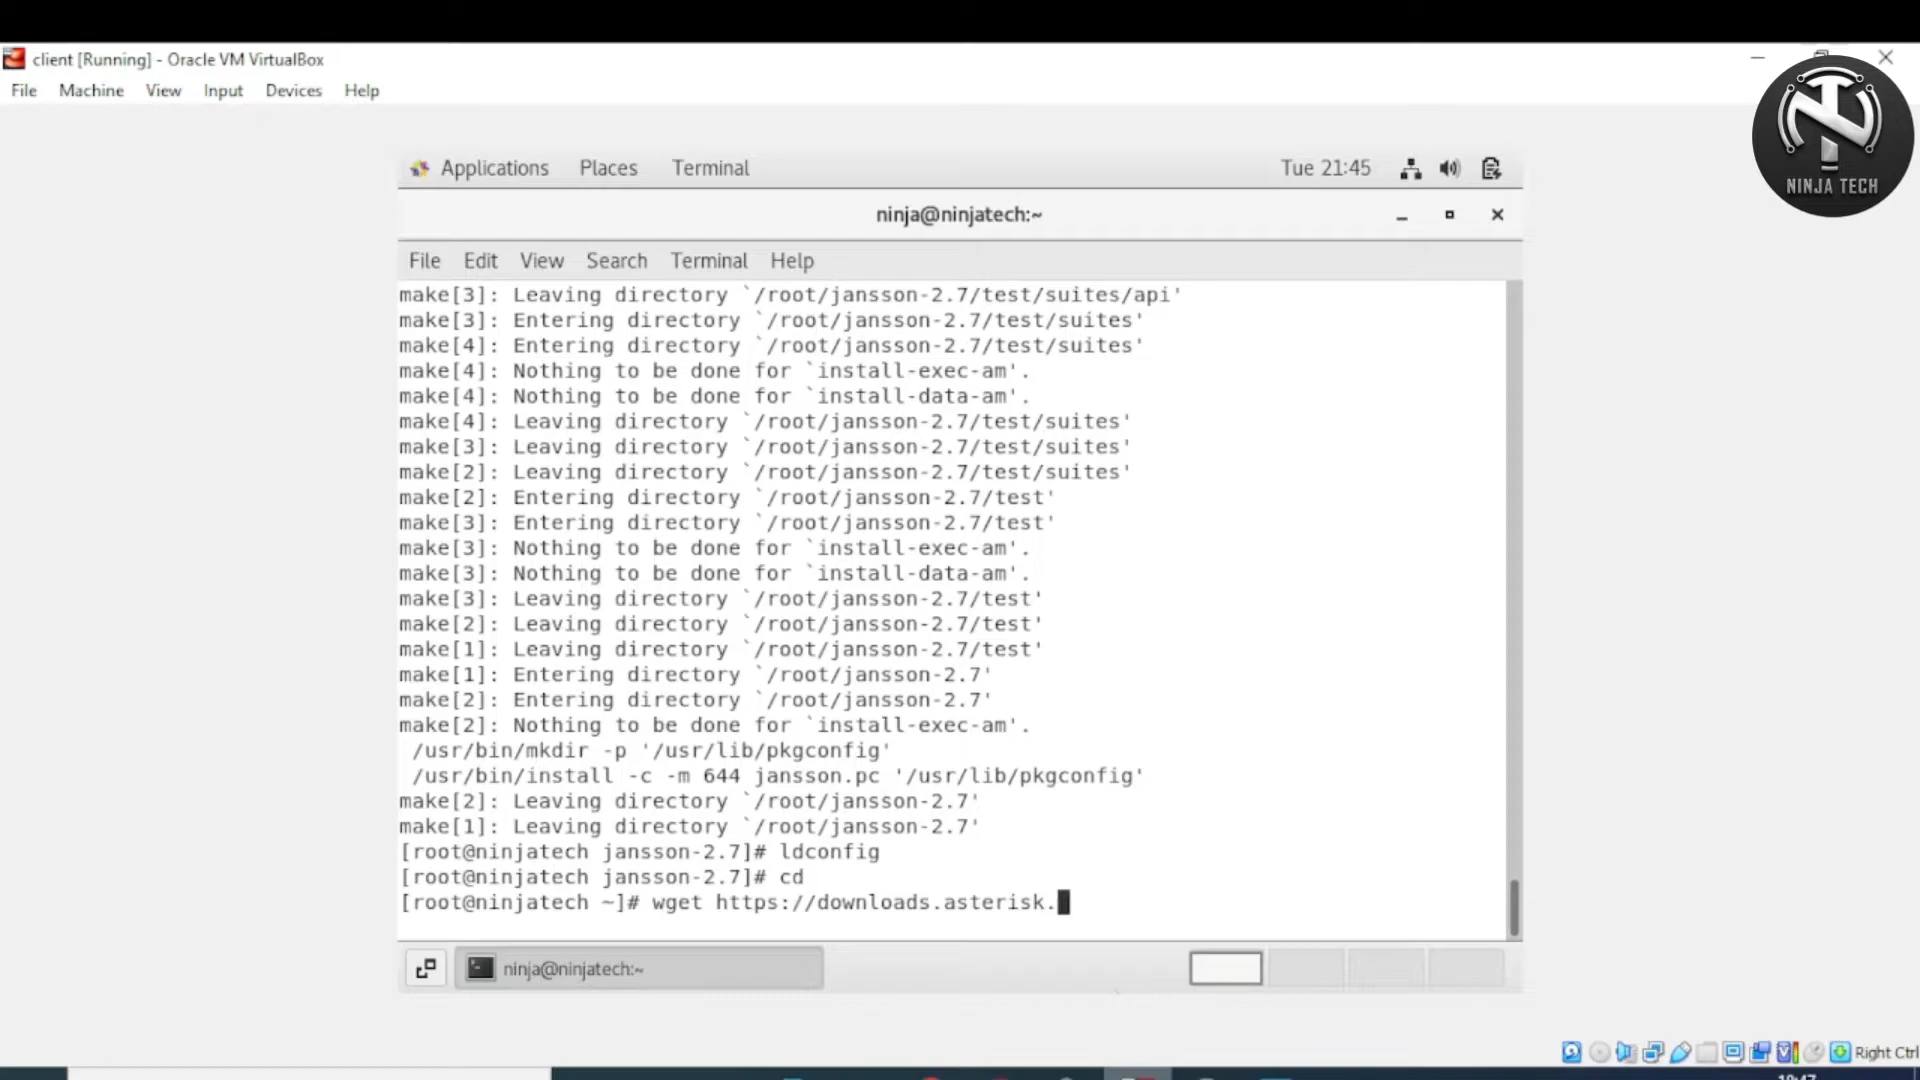 client [Running] - Oracle VM VirtualBox
File Machine View Input Devices Help
NINJA TECH
Applications Places Terminal Tue 21:45
ninja@ninjatech:~
File Edit View Search Terminal Help
make[3]: Leaving directory `/root/jansson-2.7/test/suites/api'
make[3]: Entering directory `/root/jansson-2.7/test/suites'
make[4]: Entering directory `/root/jansson-2.7/test/suites'
make[4]: Nothing to be done for `install-exec-am'.
make[4]: Nothing to be done for `install-data-am'.
make[4]: Leaving directory `/root/jansson-2.7/test/suites'
make[3]: Leaving directory `/root/jansson-2.7/test/suites'
make[2]: Leaving directory `/root/jansson-2.7/test/suites'
make[2]: Entering directory `/root/jansson-2.7/test'
make[3]: Entering directory `/root/jansson-2.7/test'
make[3]: Nothing to be done for `install-exec-am'.
make[3]: Nothing to be done for `install-data-am'.
make[3]: Leaving directory `/root/jansson-2.7/test'
make[2]: Leaving directory `/root/jansson-2.7/test'
make[1]: Leaving directory `/root/jansson-2.7/test'
make[1]: Entering directory `/root/jansson-2.7'
make[2]: Entering directory `/root/jansson-2.7'
make[2]: Nothing to be done for `install-exec-am'.
 /usr/bin/mkdir -p '/usr/lib/pkgconfig'
 /usr/bin/install -c -m 644 jansson.pc '/usr/lib/pkgconfig'
make[2]: Leaving directory `/root/jansson-2.7'
make[1]: Leaving directory `/root/jansson-2.7'
[root@ninjatech jansson-2.7]# ldconfig
[root@ninjatech jansson-2.7]# cd
[root@ninjatech ~]# wget https://downloads.asterisk.
ninja@ninjatech:~
Right Ctrl